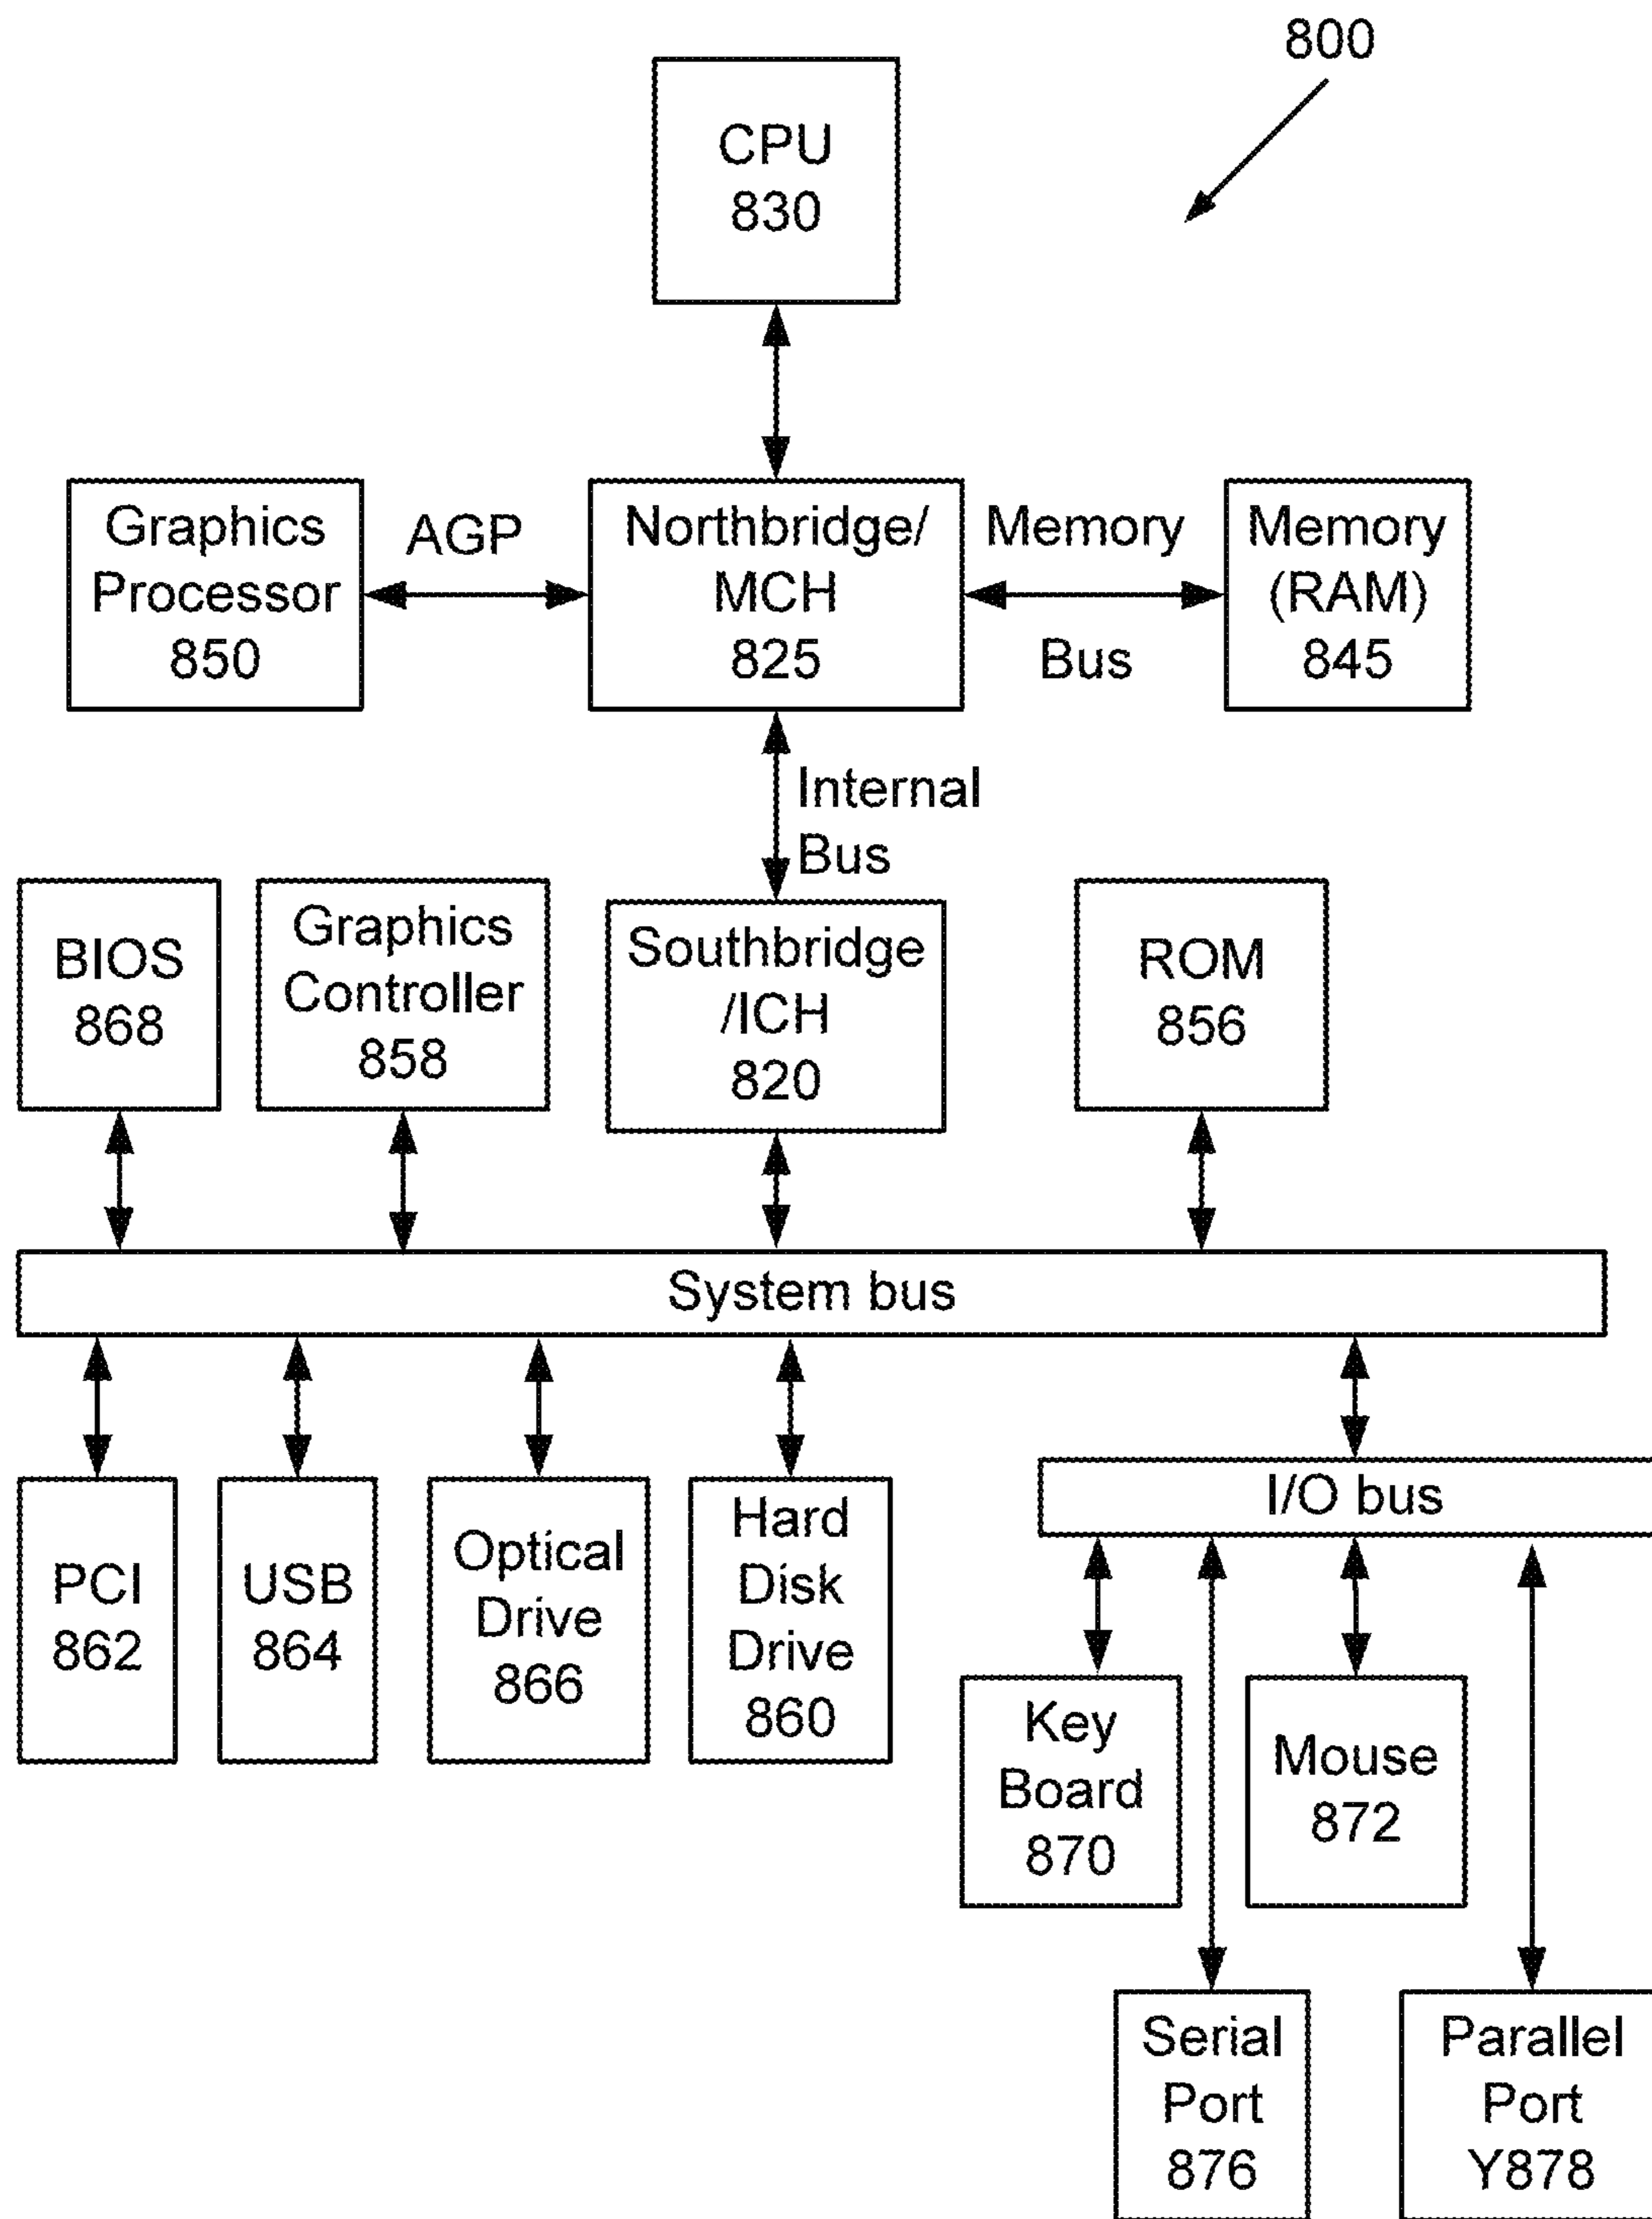 800
CPU
830
Graphics
Processor
850
AGP
Northbridge/
MCH
825
Memory
Bus
Memory
(RAM)
845
Internal
Bus
BIOS
868
Graphics
Controller
858
Southbridge
/ICH
820
ROM
856
System bus
PCI
862
USB
864
Optical
Drive
866
Hard
Disk
Drive
860
I/O bus
Key
Board
870
Mouse
872
Serial
Port
876
Parallel
Port
Y878